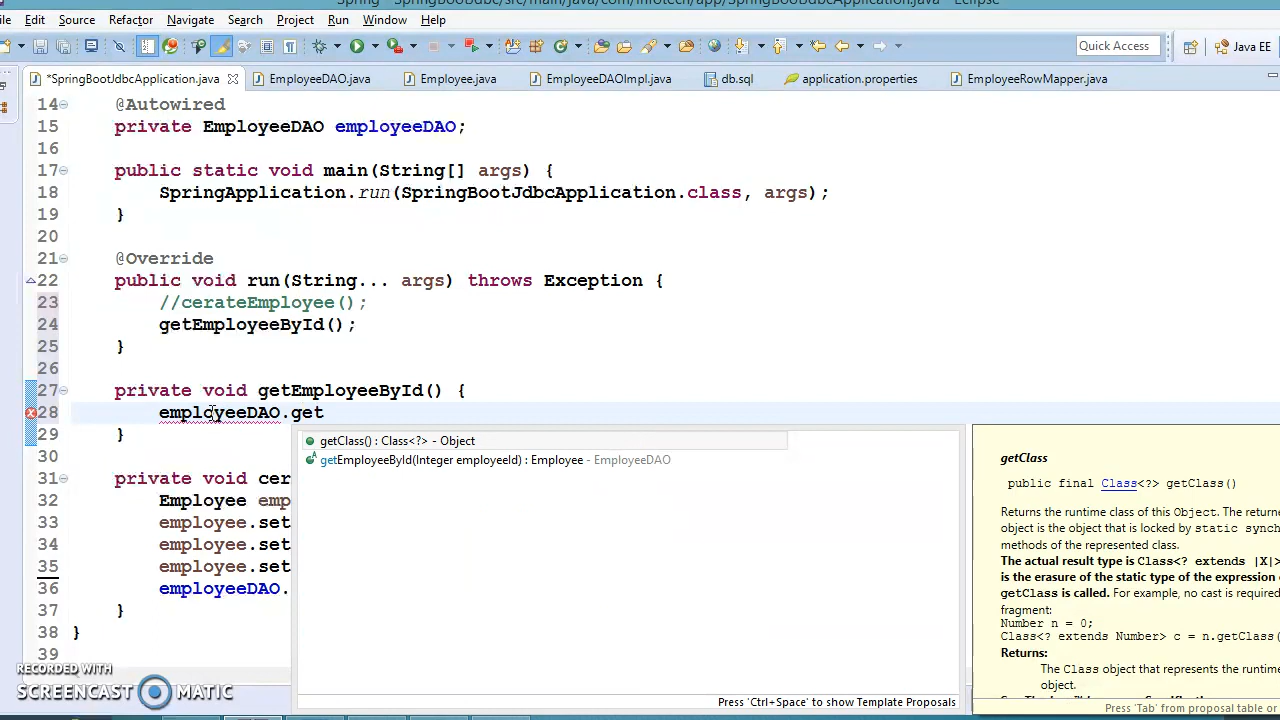 Spring - SpringBootJdbc/src/main/java/com/infotech/app/SpringBootJdbcApplication.java - Eclipse
Edit Source Refactor Navigate Search Project Run Window Help
Quick Access Java EE
*SpringBootJdbcApplication.java EmployeeDAO.java Employee.java EmployeeDAOImpl.java db.sql application.properties EmployeeRowMapper.java
14 @Autowired
15 private EmployeeDAO employeeDAO;
16
17 public static void main(String[] args) {
18 SpringApplication.run(SpringBootJdbcApplication.class, args);
19 }
20
21 @Override
22 public void run(String... args) throws Exception {
23 //cerateEmployee();
24 getEmployeeById();
25 }
26
27 private void getEmployeeById() {
28 employeeDAO.get
29 }
30
31 private void cer
32 Employee emp
33 employee.set
34 employee.set
35 employee.set
36 employeeDAO.
37 }
38 }
39
getClass() : Class<?> - Object
getEmployeeById(Integer employeeId) : Employee - EmployeeDAO
Press 'Ctrl+Space' to show Template Proposals
getClass
public final Class<?> getClass()
Returns the runtime class of this Object. The returne
object is the object that is locked by static synch
methods of the represented class.
The actual result type is Class<? extends |X|>
is the erasure of the static type of the expression
getClass is called. For example, no cast is required
fragment:
Number n = 0;
Class<? extends Number> c = n.getClass(
Returns:
The Class object that represents the runtime
object.
Press 'Tab' from proposal table or
RECORDED WITH
SCREENCAST MATIC